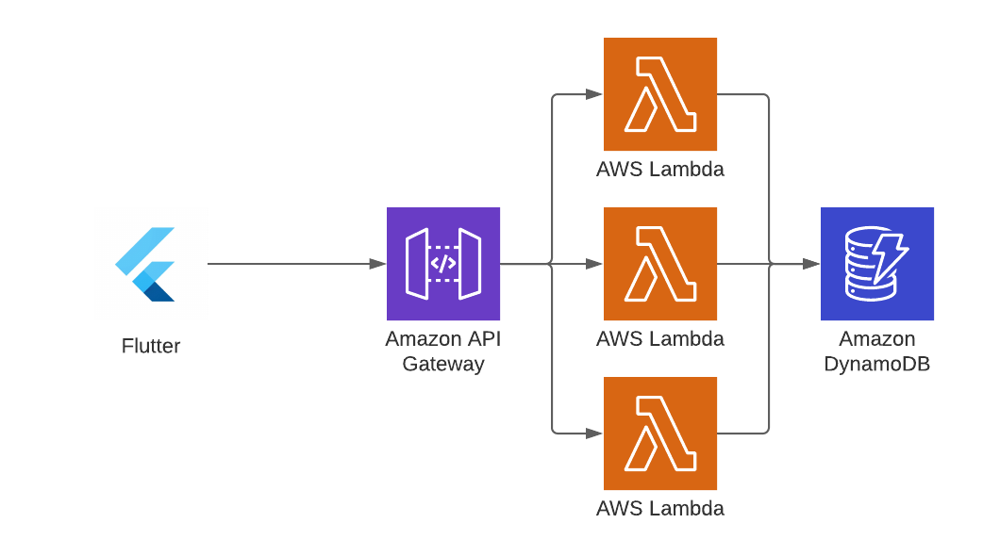 AWS Lambda
Flutter
Amazon API
Gateway
</>
AWS Lambda
Amazon
DynamoDB
AWS Lambda